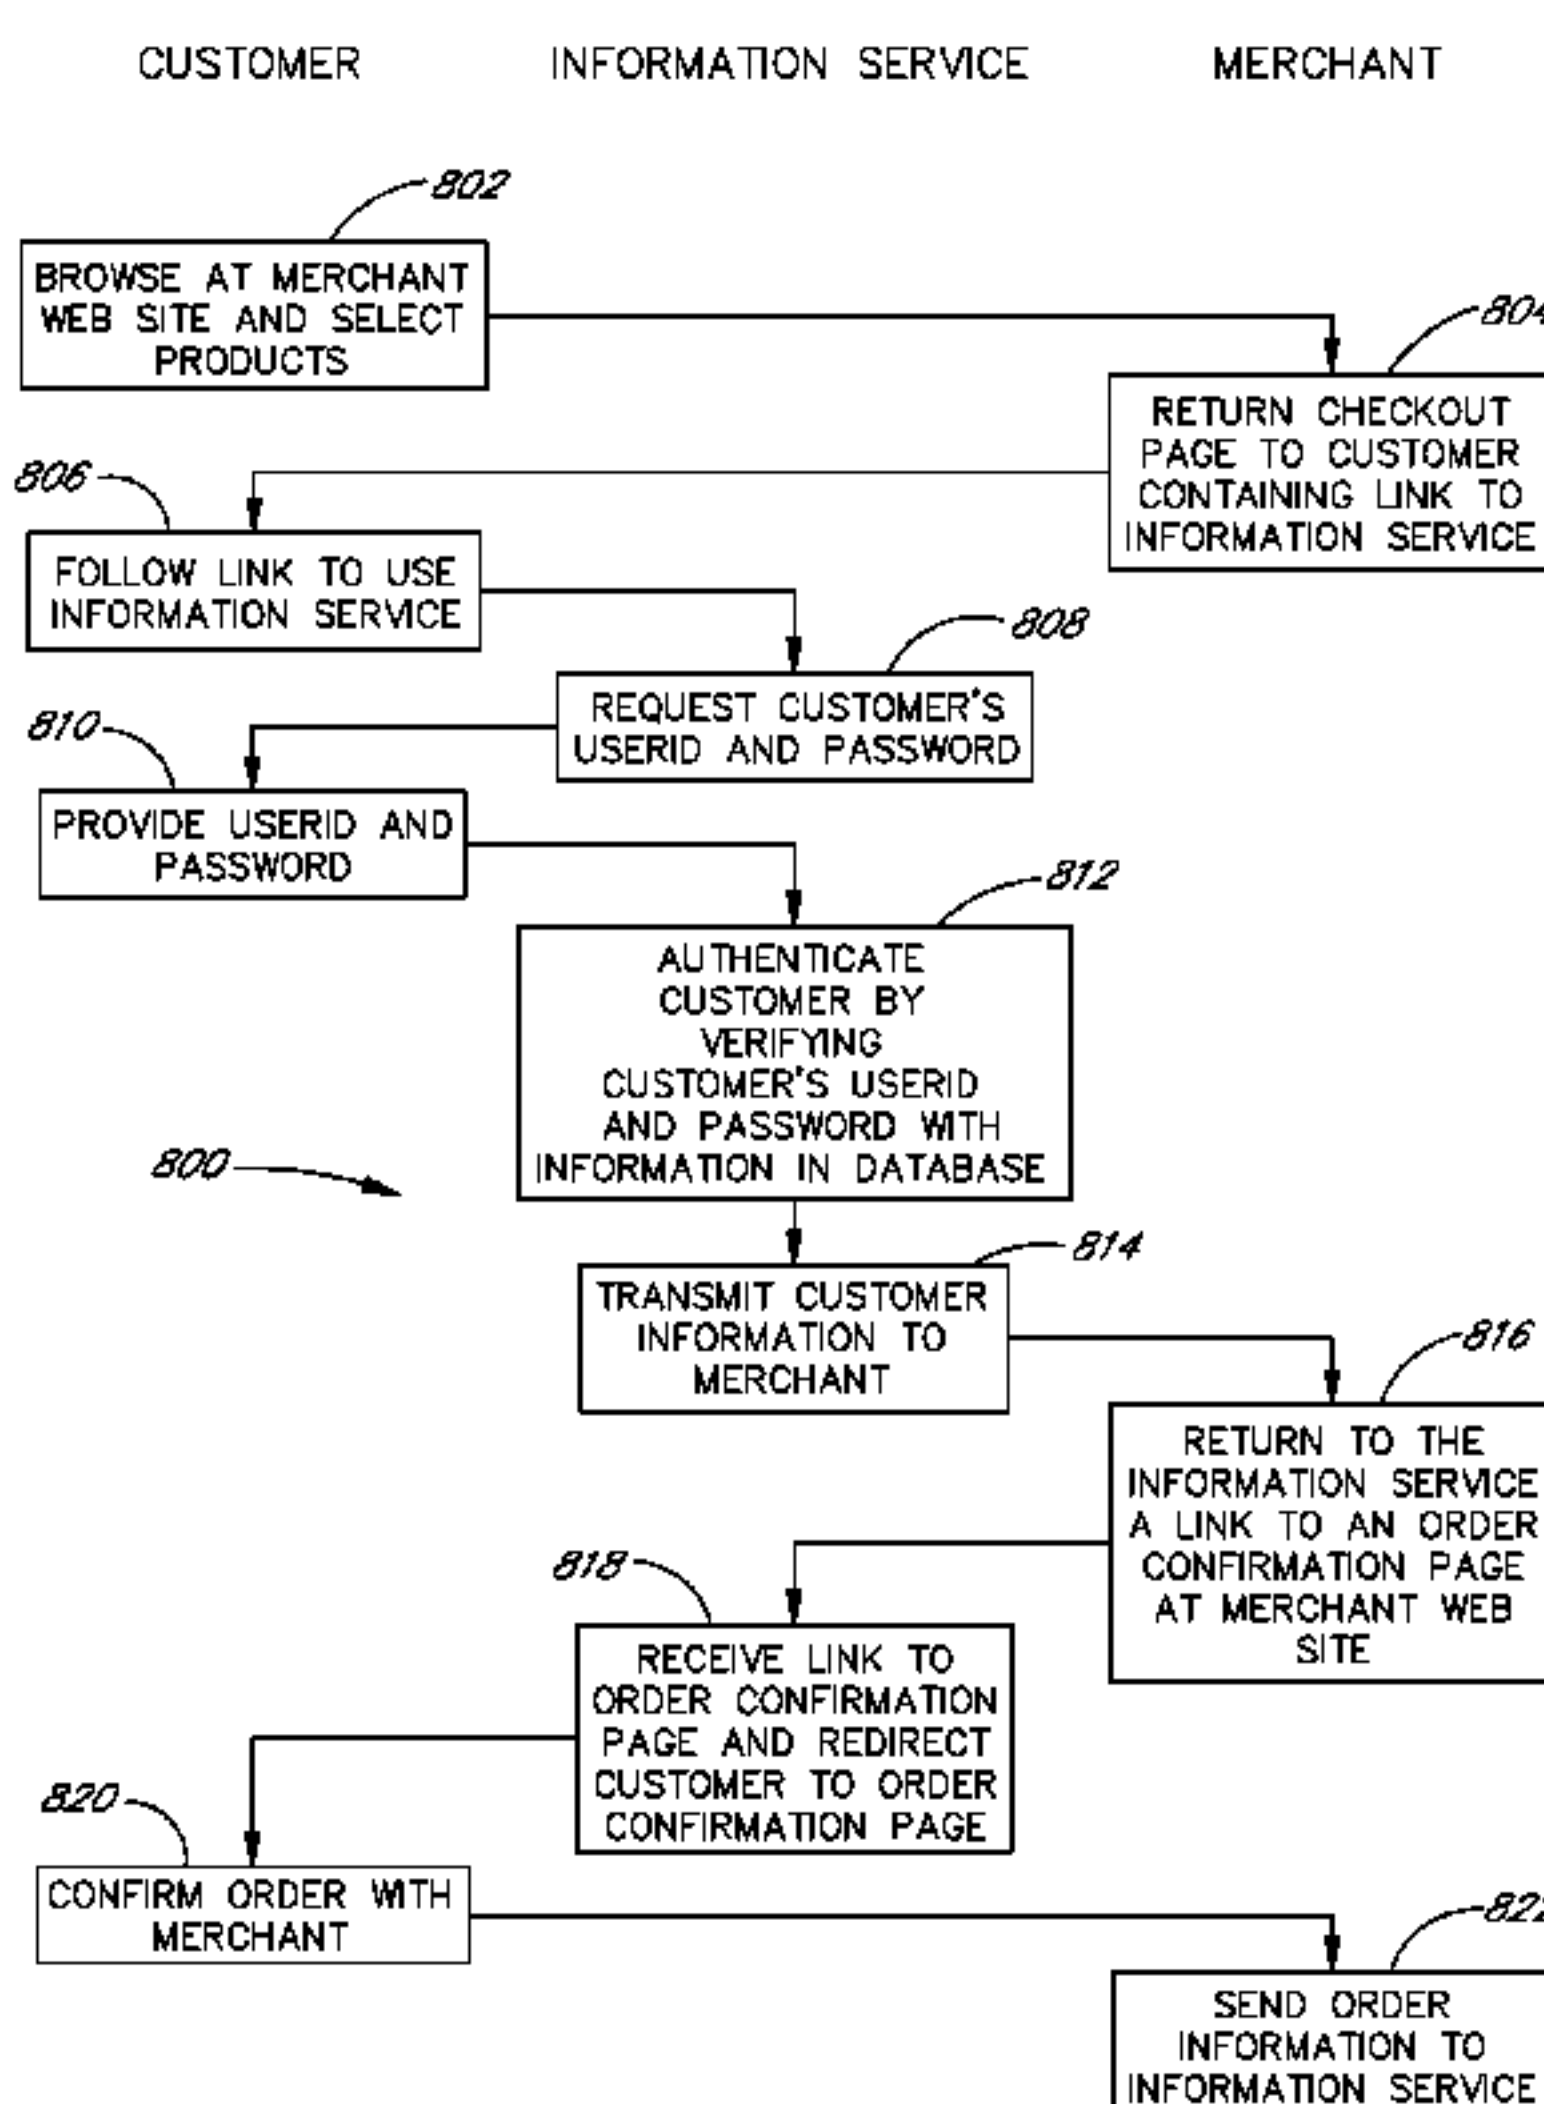 CUSTOMER INFORMATION SERVICE MERCHANT
802
BROWSE AT MERCHANT
WEB SITE AND SELECT
PRODUCTS
804
RETURN CHECKOUT
PAGE TO CUSTOMER
CONTAINING LINK TO
INFORMATION SERVICE
806
FOLLOW LINK TO USE
INFORMATION SERVICE
808
REQUEST CUSTOMER'S
USERID AND PASSWORD
810
PROVIDE USERID AND
PASSWORD
812
AUTHENTICATE
CUSTOMER BY
VERIFYING
CUSTOMER'S USERID
AND PASSWORD WITH
INFORMATION IN DATABASE
800
814
TRANSMIT CUSTOMER
INFORMATION TO
MERCHANT
816
RETURN TO THE
INFORMATION SERVICE
A LINK TO AN ORDER
CONFIRMATION PAGE
AT MERCHANT WEB
SITE
818
RECEIVE LINK TO
ORDER CONFIRMATION
PAGE AND REDIRECT
CUSTOMER TO ORDER
CONFIRMATION PAGE
820
CONFIRM ORDER WITH
MERCHANT
822
SEND ORDER
INFORMATION TO
INFORMATION SERVICE